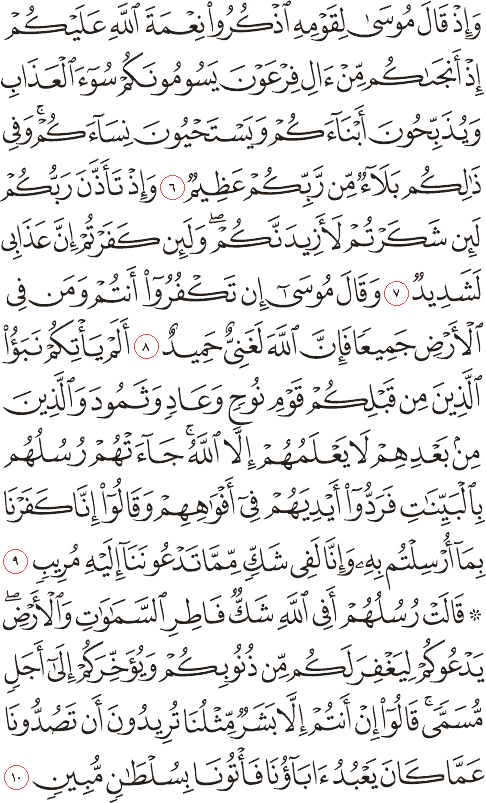 وَإِذْ قَالَ مُوسَىٰ لِقَوْمِهِ ٱذْكُرُوا۟ نِعْمَةَ ٱللَّهِ عَلَيْكُمْ
إِذْ أَنجَىٰكُم مِّنْ ءَالِ فِرْعَوْنَ يَسُومُونَكُمْ سُوٓءَ ٱلْعَذَابِ
وَيُذَبِّحُونَ أَبْنَآءَكُمْ وَيَسْتَحْيُونَ نِسَآءَكُمْ ۚ وَفِى
ذَٰلِكُم بَلَآءٌ مِّن رَّبِّكُمْ عَظِيمٌ ٦ وَإِذْ تَأَذَّنَ رَبُّكُمْ
لَئِن شَكَرْتُمْ لَأَزِيدَنَّكُمْ ۖ وَلَئِن كَفَرْتُمْ إِنَّ عَذَابِى
لَشَدِيدٌ ٧ وَقَالَ مُوسَىٰٓ إِن تَكْفُرُوٓا۟ أَنتُمْ وَمَن فِى
ٱلْأَرْضِ جَمِيعًا فَإِنَّ ٱللَّهَ لَغَنِىٌّ حَمِيدٌ ٨ أَلَمْ يَأْتِكُمْ نَبَؤُا۟
ٱلَّذِينَ مِن قَبْلِكُمْ قَوْمِ نُوحٍ وَعَادٍ وَثَمُودَ وَٱلَّذِينَ
مِنۢ بَعْدِهِمْ لَا يَعْلَمُهُمْ إِلَّا ٱللَّهُ ۚ جَآءَتْهُمْ رُسُلُهُم
بِٱلْبَيِّنَٰتِ فَرَدُّوٓا۟ أَيْدِيَهُمْ فِىٓ أَفْوَٰهِهِمْ وَقَالُوٓا۟ إِنَّا كَفَرْنَا
بِمَآ أُرْسِلْتُم بِهِۦ وَإِنَّا لَفِى شَكٍّ مِّمَّا تَدْعُونَنَآ إِلَيْهِ مُرِيبٍ ٩
۞ قَالَتْ رُسُلُهُمْ أَفِى ٱللَّهِ شَكٌّ فَاطِرِ ٱلسَّمَٰوَٰتِ وَٱلْأَرْضِ ۖ
يَدْعُوكُمْ لِيَغْفِرَ لَكُم مِّن ذُنُوبِكُمْ وَيُؤَخِّرَكُمْ إِلَىٰٓ أَجَلٍ
مُّسَمًّى ۚ قَالُوٓا۟ إِنْ أَنتُمْ إِلَّا بَشَرٌ مِّثْلُنَا تُرِيدُونَ أَن تَصُدُّونَا
عَمَّا كَانَ يَعْبُدُ ءَابَآؤُنَا فَأْتُونَا بِسُلْطَٰنٍ مُّبِينٍ ١٠